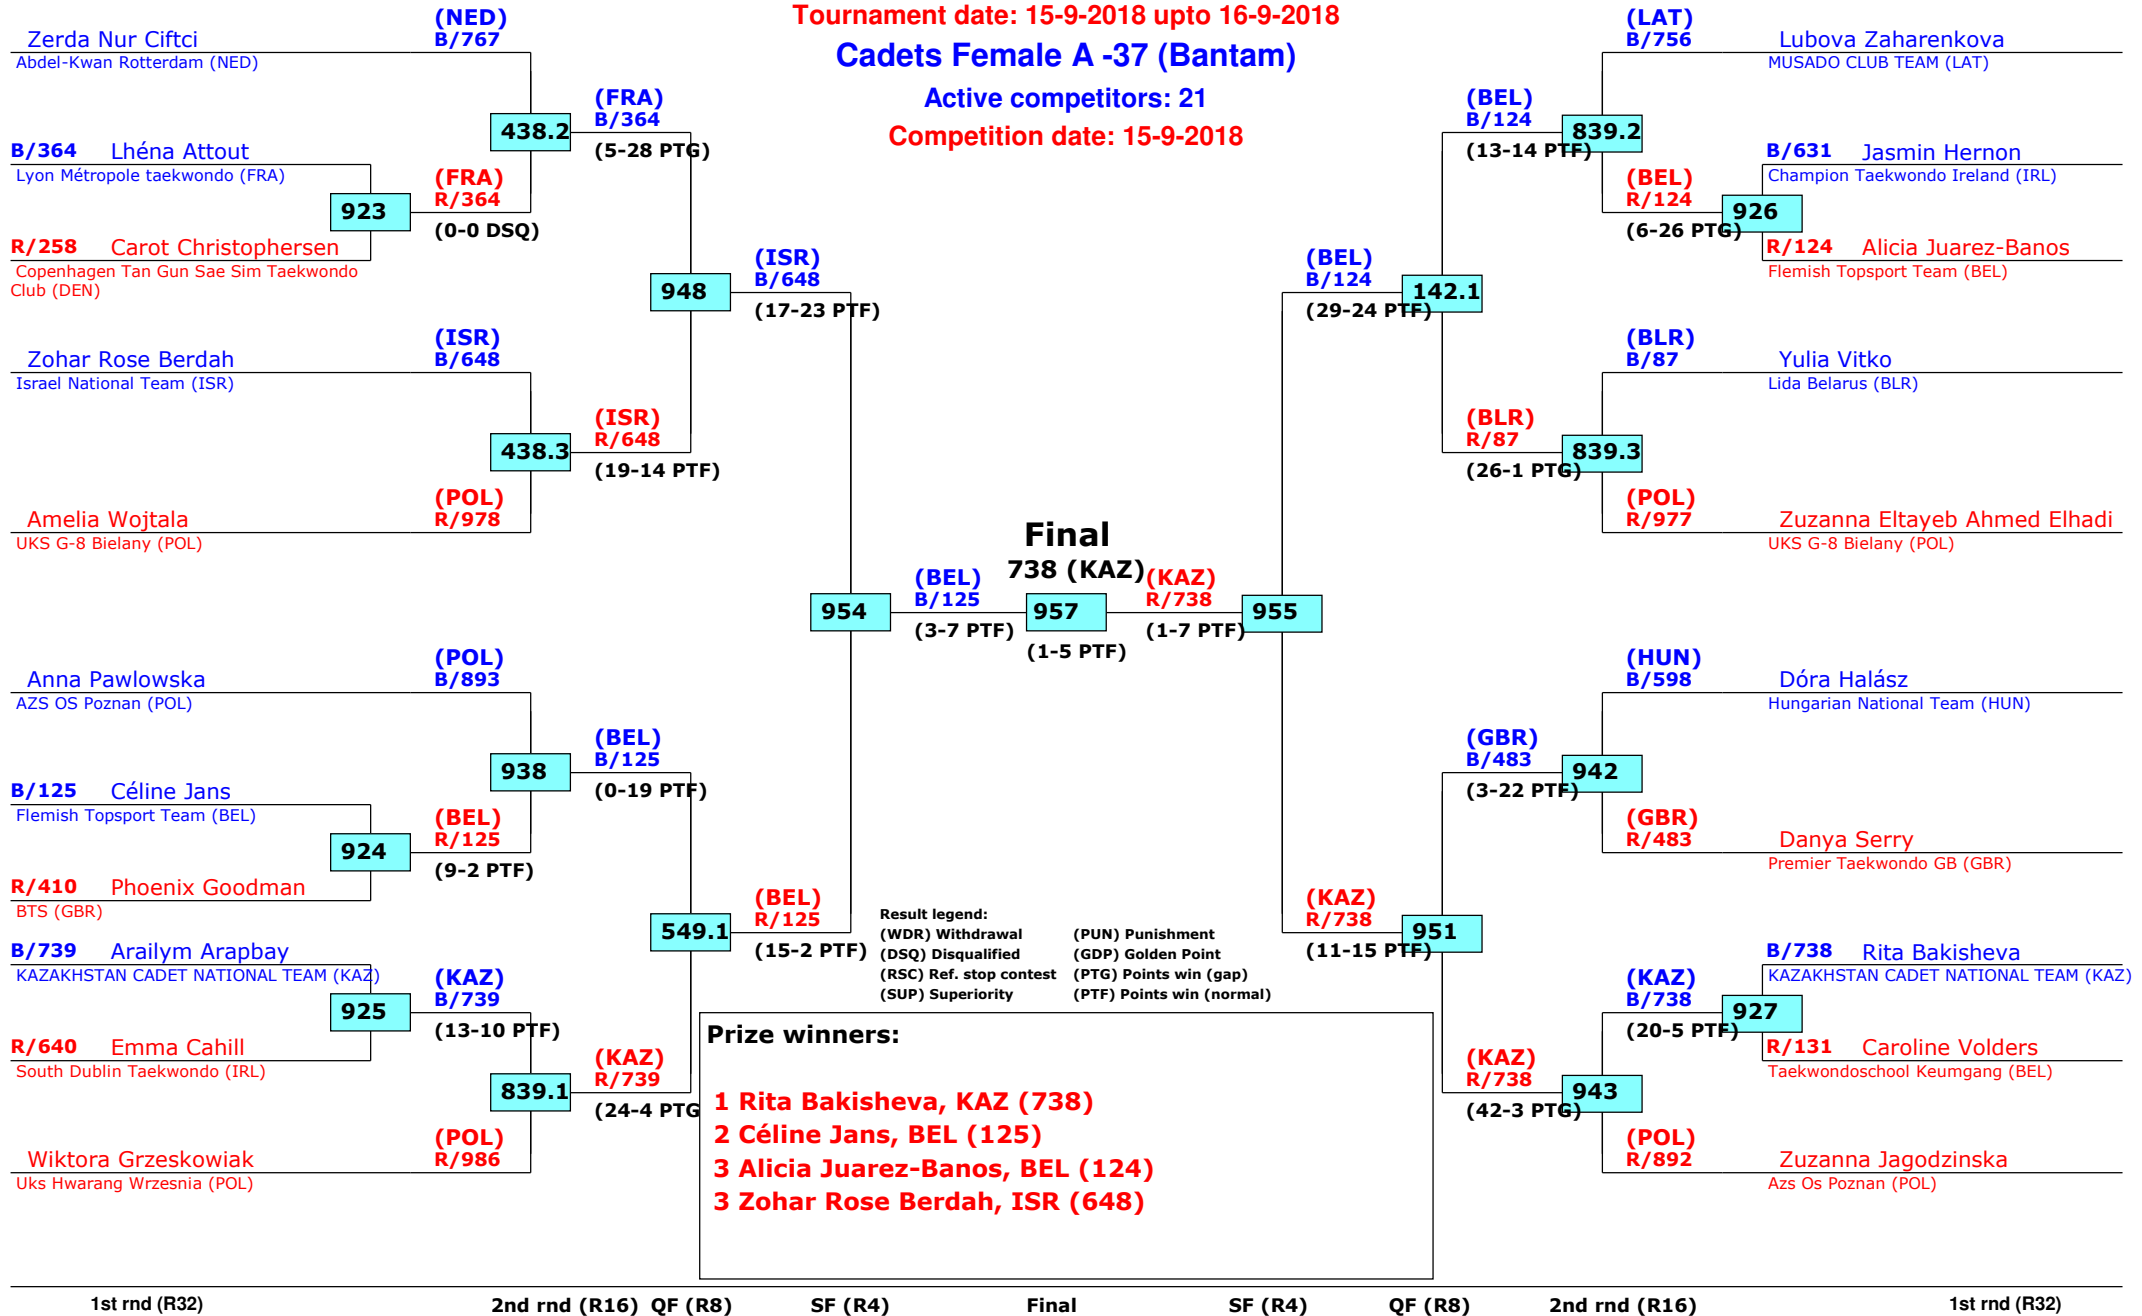 Tournament date: 15-9-2018 upto 16-9-2018
Cadets Female A -37 (Bantam)
Active competitors: 21
Competition date: 15-9-2018
(NED)
Zerda Nur Ciftci B/767
Abdel-Kwan Rotterdam (NED)
(FRA)
B/364
438.2
(5-28 PTG)
B/364 Lhéna Attout
Lyon Métropole taekwondo (FRA)
(FRA)
R/364
923
(0-0 DSQ)
R/258 Carot Christophersen
Copenhagen Tan Gun Sae Sim Taekwondo
Club (DEN)
(ISR)
B/648
948
(17-23 PTF)
(ISR)
Zohar Rose Berdah B/648
Israel National Team (ISR)
(ISR)
R/648
438.3
(19-14 PTF)
(POL)
Amelia Wojtala R/978
UKS G-8 Bielany (POL)
954
(BEL)
B/125
(3-7 PTF)
(POL)
Anna Pawlowska B/893
AZS OS Poznan (POL)
(BEL)
B/125
938
(0-19 PTF)
B/125 Céline Jans
Flemish Topsport Team (BEL)
(BEL)
R/125
924
(9-2 PTF)
R/410 Phoenix Goodman
BTS (GBR)
(BEL)
R/125
549.1
(15-2 PTF)
B/739 Arailym Arapbay
KAZAKHSTAN CADET NATIONAL TEAM (KAZ)
(KAZ)
B/739
925
(13-10 PTF)
R/640 Emma Cahill
South Dublin Taekwondo (IRL)
(KAZ)
R/739
839.1
(24-4 PTG
(POL)
Wiktora Grzeskowiak R/986
Uks Hwarang Wrzesnia (POL)
Final
738 (KAZ)
957
(1-5 PTF)
(KAZ)
R/738
955
(1-7 PTF)
(LAT)
B/756 Lubova Zaharenkova
MUSADO CLUB TEAM (LAT)
(BEL)
B/124
839.2
(13-14 PTF)
B/631 Jasmin Hernon
Champion Taekwondo Ireland (IRL)
(BEL)
R/124
926
(6-26 PTG)
R/124 Alicia Juarez-Banos
Flemish Topsport Team (BEL)
(BEL)
B/124
142.1
(29-24 PTF)
(BLR)
B/87 Yulia Vitko
Lida Belarus (BLR)
(BLR)
R/87
839.3
(26-1 PTG)
(POL)
R/977 Zuzanna Eltayeb Ahmed Elhadi
UKS G-8 Bielany (POL)
(HUN)
B/598 Dóra Halász
Hungarian National Team (HUN)
(GBR)
B/483
942
(3-22 PTF)
(GBR)
R/483 Danya Serry
Premier Taekwondo GB (GBR)
(KAZ)
R/738
951
(11-15 PTF)
B/738 Rita Bakisheva
KAZAKHSTAN CADET NATIONAL TEAM (KAZ)
(KAZ)
B/738
927
(20-5 PTF)
R/131 Caroline Volders
Taekwondoschool Keumgang (BEL)
(KAZ)
R/738
943
(42-3 PTG)
(POL)
R/892 Zuzanna Jagodzinska
Azs Os Poznan (POL)
Result legend:
(WDR) Withdrawal (PUN) Punishment
(DSQ) Disqualified (GDP) Golden Point
(RSC) Ref. stop contest (PTG) Points win (gap)
(SUP) Superiority (PTF) Points win (normal)
Prize winners:
1 Rita Bakisheva, KAZ (738)
2 Céline Jans, BEL (125)
3 Alicia Juarez-Banos, BEL (124)
3 Zohar Rose Berdah, ISR (648)
1st rnd (R32) 2nd rnd (R16) QF (R8) SF (R4) Final SF (R4) QF (R8) 2nd rnd (R16) 1st rnd (R32)